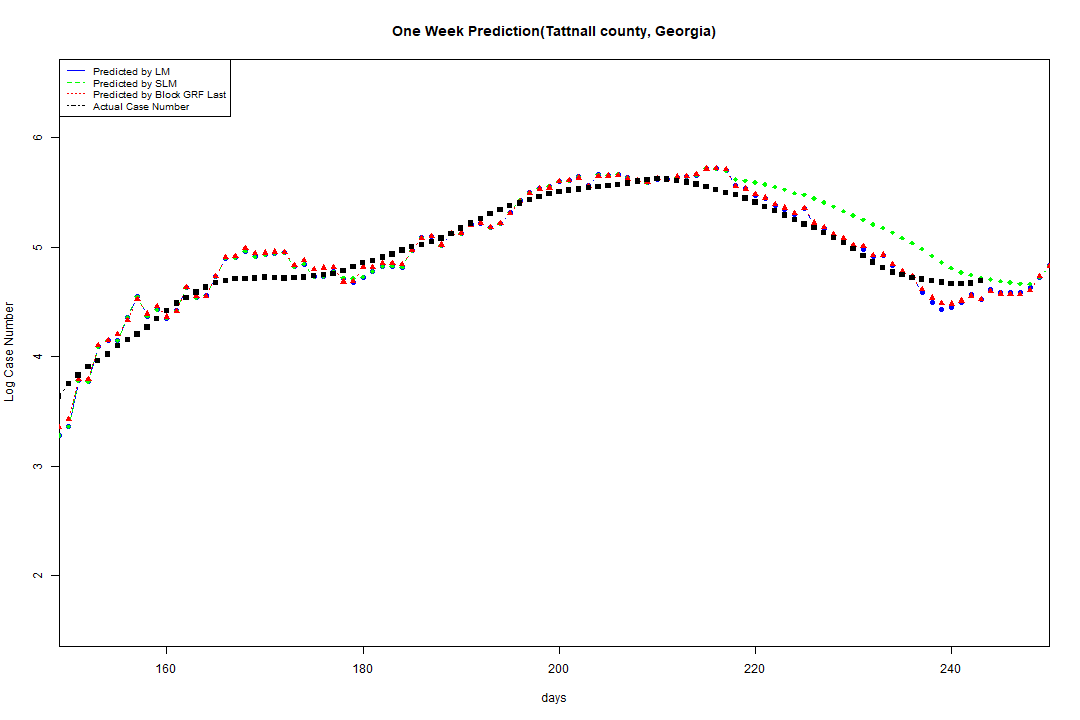 One Week Prediction(Tattnall county, Georgia)
Predicted by LM
Predicted by SLM
Predicted by Block GRF Last
Actual Case Number
6
5
4
3
2
Log Case Number
160 180 200 220 240
days